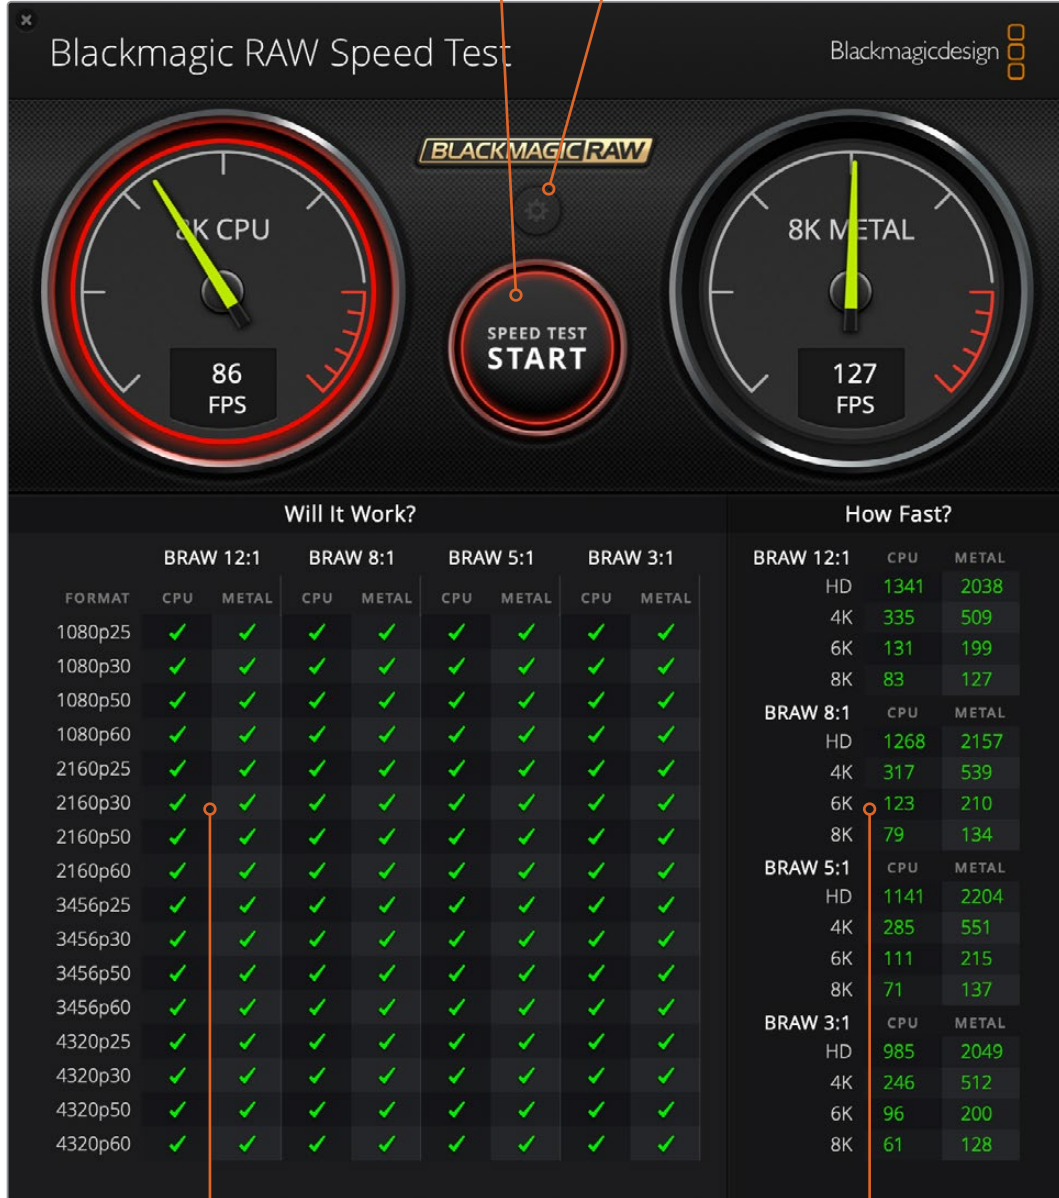 Blackmagic RAW Speed Test
Blackmagicdesign
BLACKMAGIC RAW
8K CPU
86
FPS
SPEED TEST
START
8K METAL
127
FPS
Will It Work?
BRAW 12:1 BRAW 8:1 BRAW 5:1 BRAW 3:1
FORMAT CPU METAL CPU METAL CPU METAL CPU METAL
1080p25
1080p30
1080p50
1080p60
2160p25
2160p30
2160p50
2160p60
3456p25
3456p30
3456p50
3456p60
4320p25
4320p30
4320p50
4320p60
How Fast?
BRAW 12:1 CPU METAL
HD 1341 2038
4K 335 509
6K 131 199
8K 83 127
BRAW 8:1 CPU METAL
HD 1268 2157
4K 317 539
6K 123 210
8K 79 134
BRAW 5:1 CPU METAL
HD 1141 2204
4K 285 551
6K 111 215
8K 71 137
BRAW 3:1 CPU METAL
HD 985 2049
4K 246 512
6K 96 200
8K 61 128